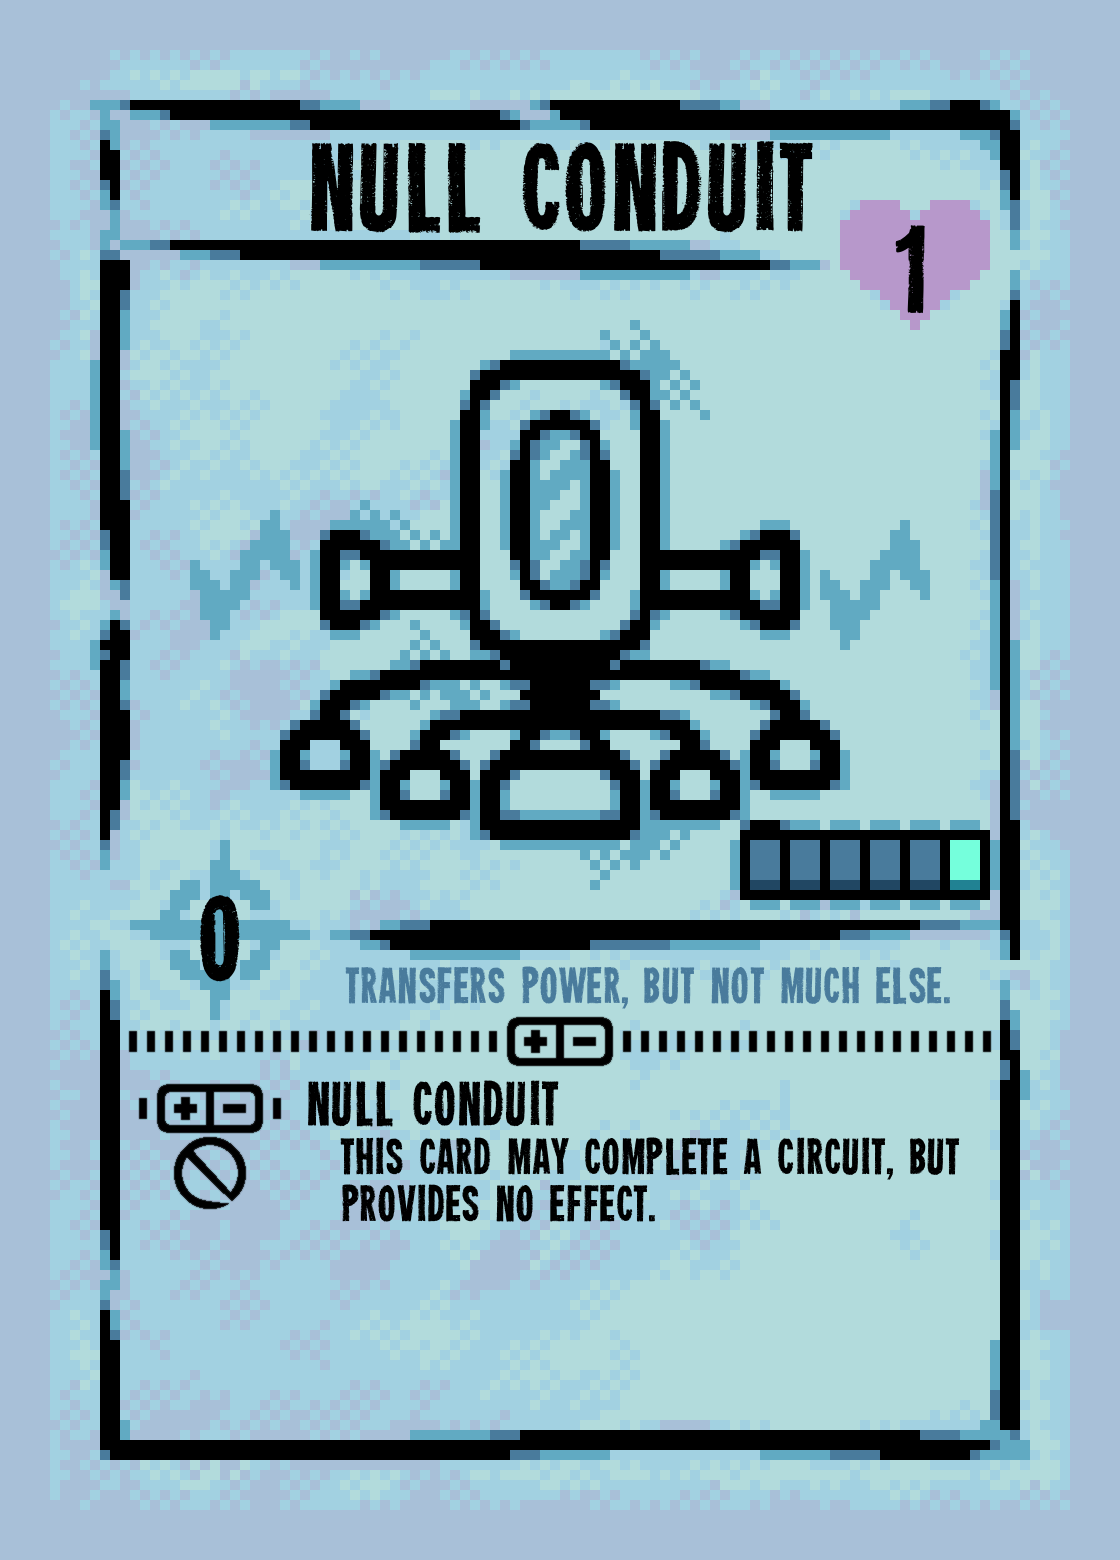 NULL CONDUIT
1
0
TRANSFERS POWER, BUT NOT MUCH ELSE.
NULL CONDUIT
THIS CARD MAY COMPLETE A CIRCUIT, BUT
PROVIDES NO EFFECT.